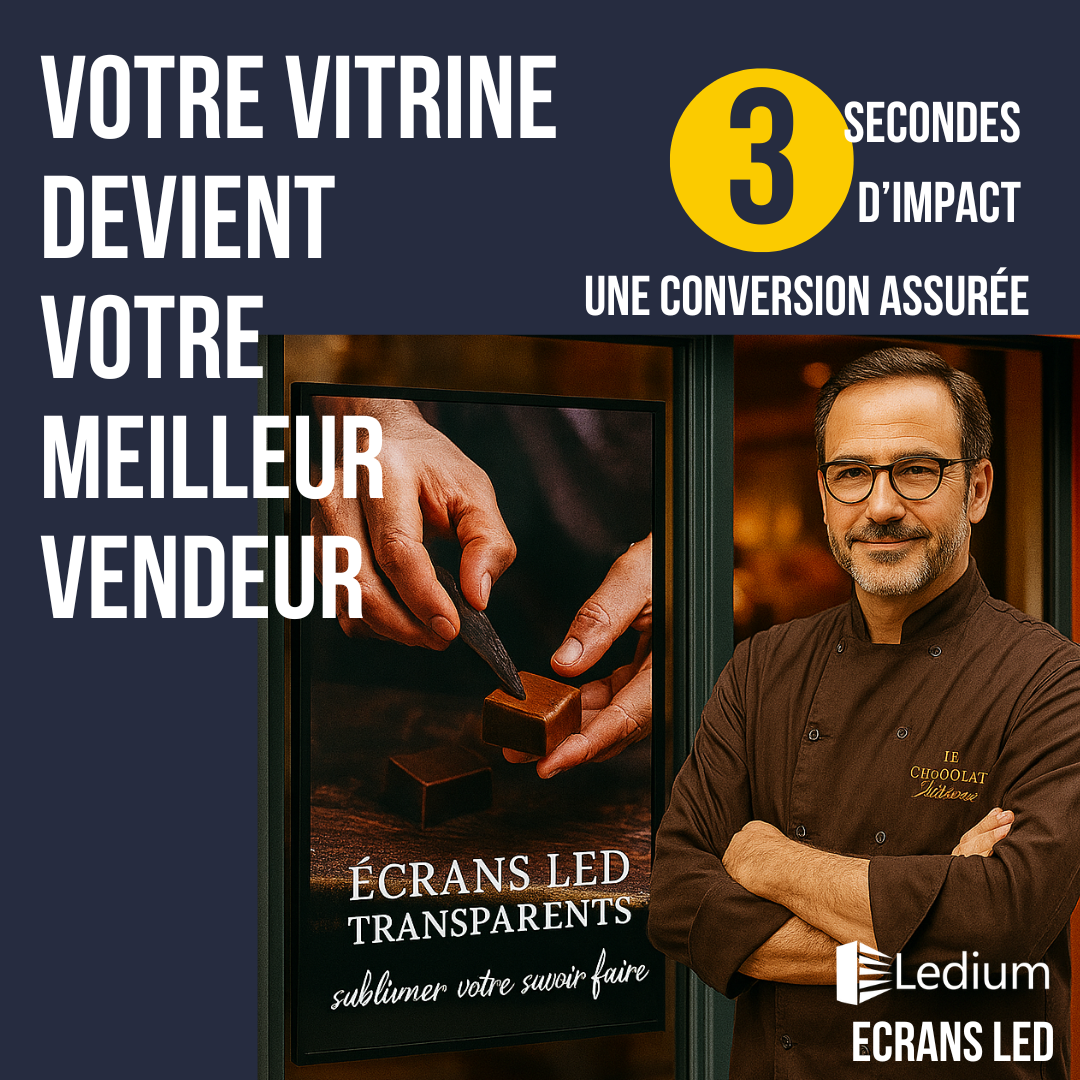 VOTRE VITRINE
DEVIENT
VOTRE
MEILLEUR
VENDEUR
3
SECONDES
D’IMPACT
UNE CONVERSION ASSURÉE
ÉCRANS LED
TRANSPARENTS
sublimer votre savoir faire
CHOOOLAT
Ledium
ECRANS LED